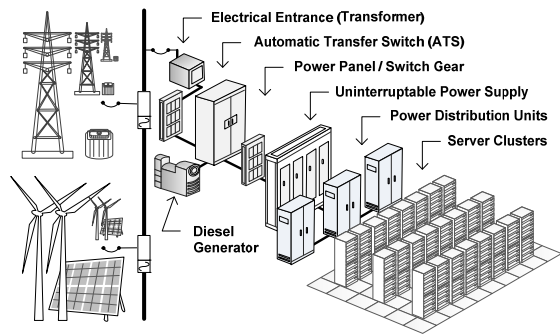 Electrical Entrance (Transformer)
Automatic Transfer Switch (ATS)
Power Panel / Switch Gear
Uninterruptable Power Supply
Power Distribution Units
Server Clusters
Diesel
Generator